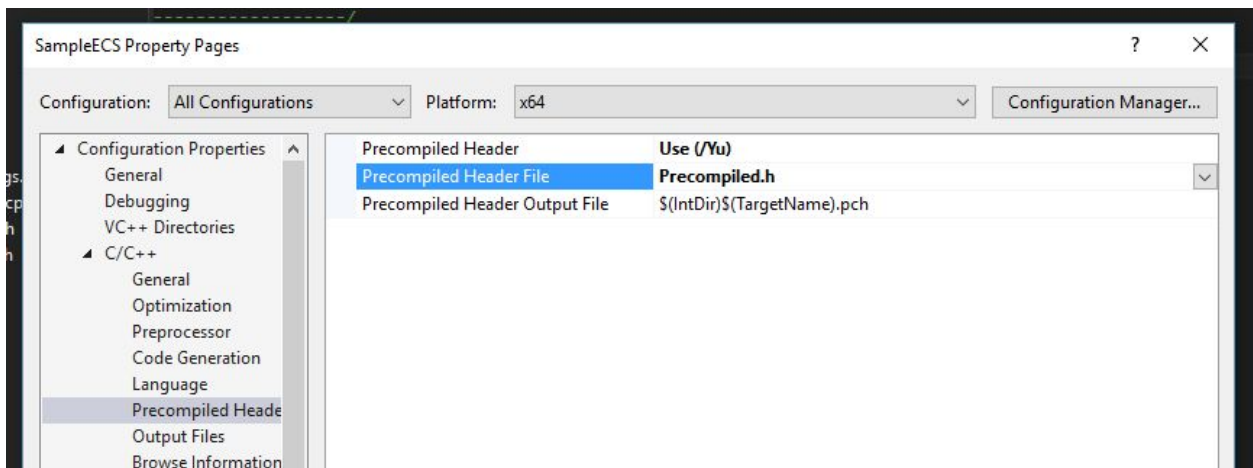 SampleECS Property Pages ? ×
Configuration: All Configurations Platform: x64 Configuration Manager...
Configuration Properties
General
Debugging
VC++ Directories
C/C++
General
Optimization
Preprocessor
Code Generation
Language
Precompiled Heade
Output Files
Browse Information
Precompiled Header Use (/Yu)
Precompiled Header File Precompiled.h
Precompiled Header Output File $(IntDir)$(TargetName).pch